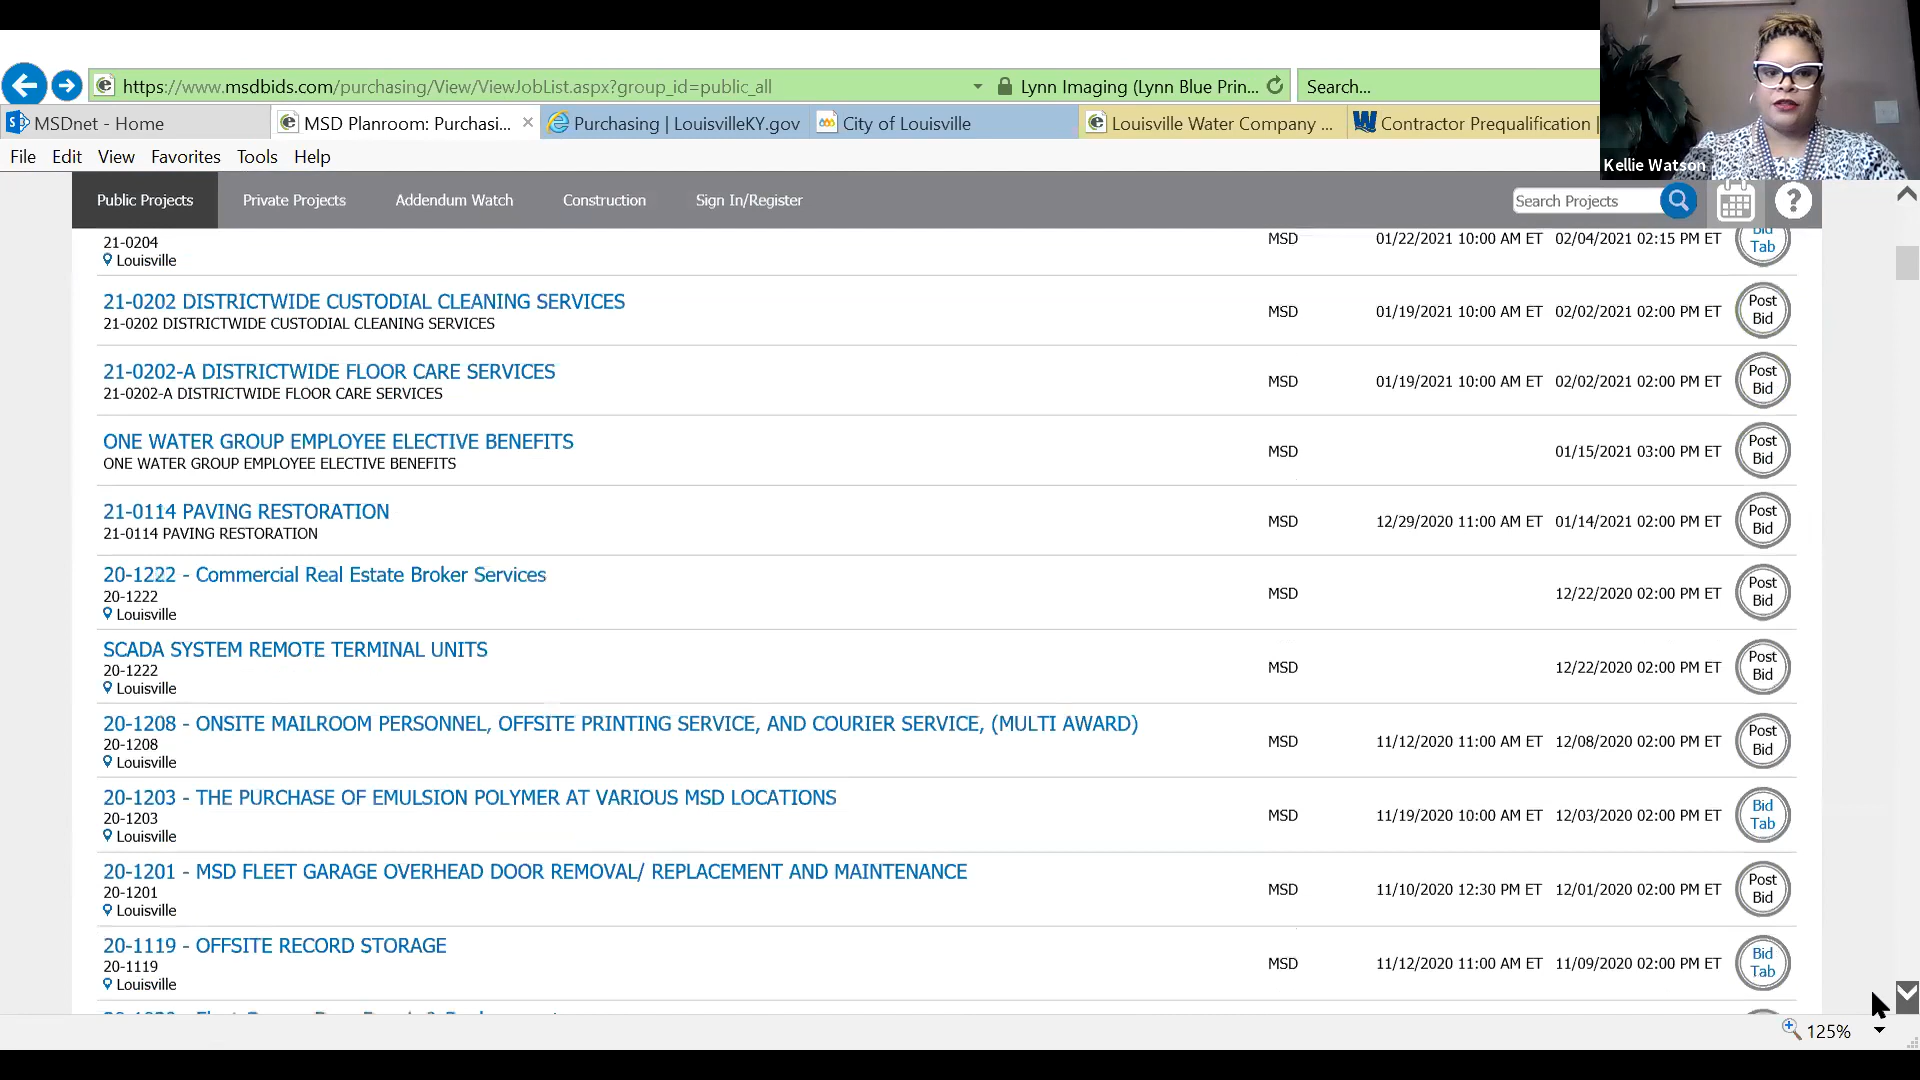 https://www.msdbids.com/purchasing/View/ViewJobList.aspx?group_id=public_all
Lynn Imaging (Lynn Blue Prin...
Search...
MSDnet - Home
MSD Planroom: Purchasi...
Purchasing | LouisvilleKY.gov
City of Louisville
Louisville Water Company ...
Contractor Prequalification |
Kellie Watson
File Edit View Favorites Tools Help
Public Projects Private Projects Addendum Watch Construction Sign In/Register Search Projects ?
21-0204 MSD 01/22/2021 10:00 AM ET 02/04/2021 02:15 PM ET Bid Tab
Louisville
21-0202 DISTRICTWIDE CUSTODIAL CLEANING SERVICES
21-0202 DISTRICTWIDE CUSTODIAL CLEANING SERVICES
MSD 01/19/2021 10:00 AM ET 02/02/2021 02:00 PM ET Post Bid
21-0202-A DISTRICTWIDE FLOOR CARE SERVICES
21-0202-A DISTRICTWIDE FLOOR CARE SERVICES
MSD 01/19/2021 10:00 AM ET 02/02/2021 02:00 PM ET Post Bid
ONE WATER GROUP EMPLOYEE ELECTIVE BENEFITS
ONE WATER GROUP EMPLOYEE ELECTIVE BENEFITS
MSD 01/15/2021 03:00 PM ET Post Bid
21-0114 PAVING RESTORATION
21-0114 PAVING RESTORATION
MSD 12/29/2020 11:00 AM ET 01/14/2021 02:00 PM ET Post Bid
20-1222 - Commercial Real Estate Broker Services
20-1222
Louisville
MSD 12/22/2020 02:00 PM ET Post Bid
SCADA SYSTEM REMOTE TERMINAL UNITS
20-1222
Louisville
MSD 12/22/2020 02:00 PM ET Post Bid
20-1208 - ONSITE MAILROOM PERSONNEL, OFFSITE PRINTING SERVICE, AND COURIER SERVICE, (MULTI AWARD)
20-1208
Louisville
MSD 11/12/2020 11:00 AM ET 12/08/2020 02:00 PM ET Post Bid
20-1203 - THE PURCHASE OF EMULSION POLYMER AT VARIOUS MSD LOCATIONS
20-1203
Louisville
MSD 11/19/2020 10:00 AM ET 12/03/2020 02:00 PM ET Bid Tab
20-1201 - MSD FLEET GARAGE OVERHEAD DOOR REMOVAL/ REPLACEMENT AND MAINTENANCE
20-1201
Louisville
MSD 11/10/2020 12:30 PM ET 12/01/2020 02:00 PM ET Post Bid
20-1119 - OFFSITE RECORD STORAGE
20-1119
Louisville
MSD 11/12/2020 11:00 AM ET 11/09/2020 02:00 PM ET Bid Tab
125%